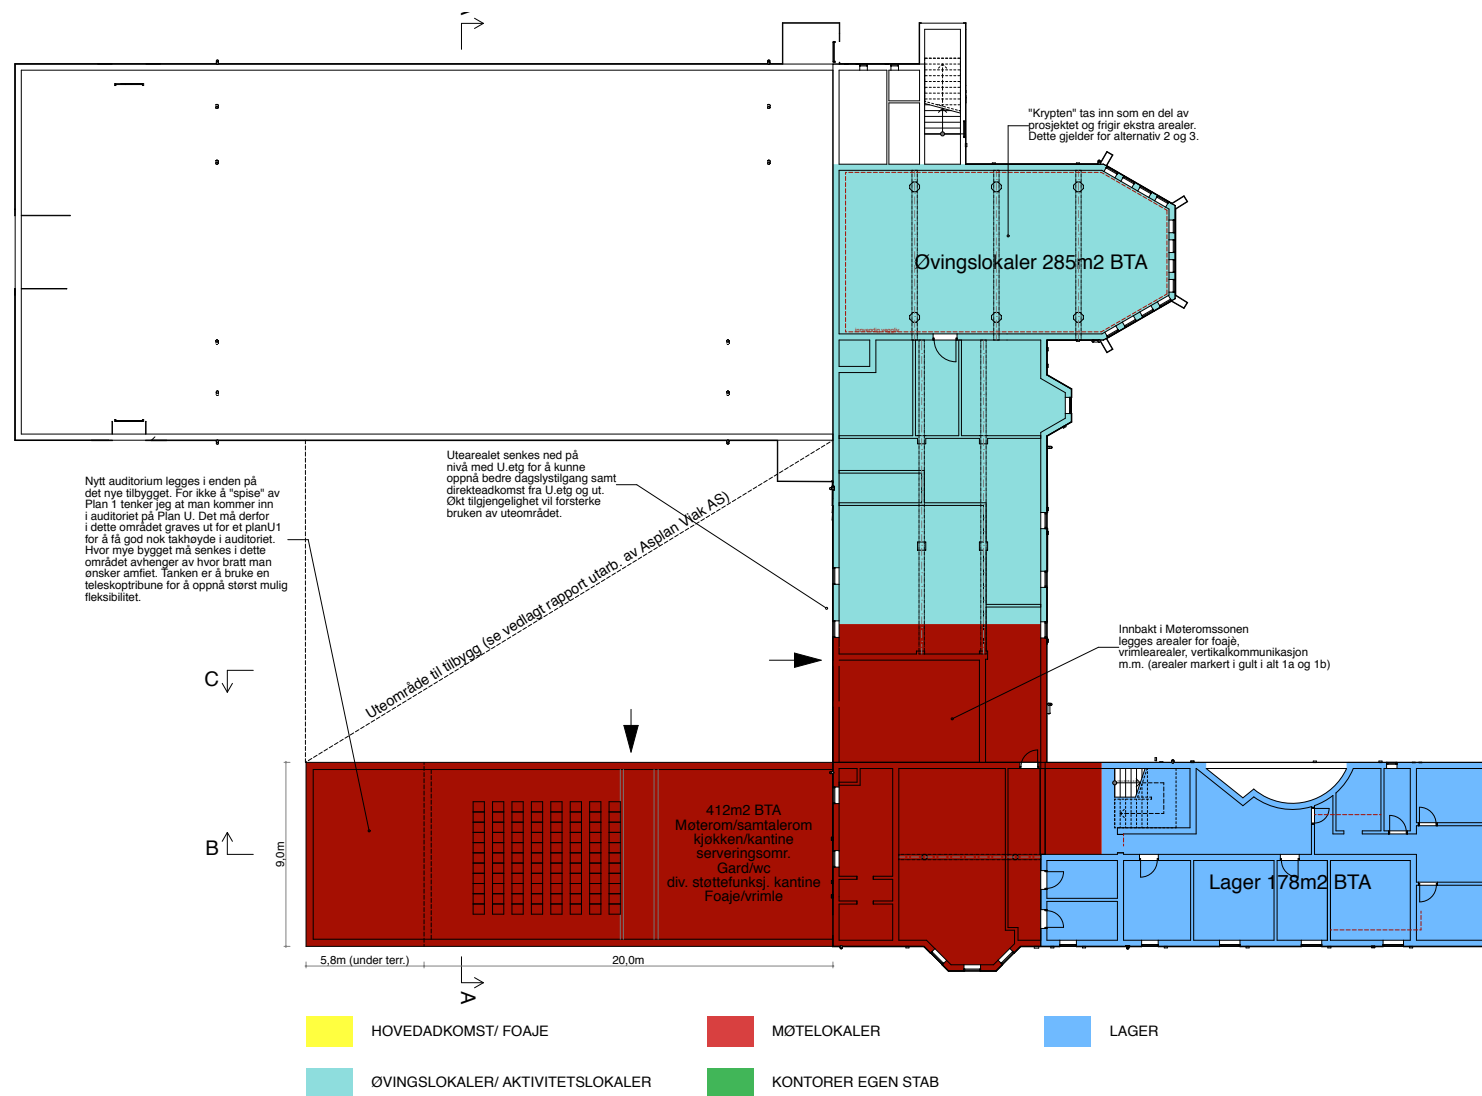 "Krypten" tas inn som en del av
prosjektet og frigir ekstra arealer.
Dette gjelder for alternativ 2 og 3.
Øvingslokaler 285m2 BTA
Utearealet senkes ned på
nivå med U.etg for å kunne
oppnå bedre dagslystilgang samt
direkteadkomst fra U.etg og ut.
Økt tilgjengelighet vil forsterke
bruken av uteområdet.
Nytt auditorium legges i enden på
det nye tilbygget. For ikke å "spise" av
Plan 1 tenker jeg at man kommer inn
i auditoriet på Plan U. Det må derfor
i dette området graves ut for et planU1
for å få god nok takhøyde i auditoriet.
Hvor mye bygget må senkes i dette
området avhenger av hvor bratt man
ønsker amfiet. Tanken er å bruke en
teleskoptribune for å oppnå størst mulig
fleksibilitet.
Uteområde til tilbygg (se vedlagt rapport utarb. av Asplan Viak AS)
Innbakt i Møteromssonen
legges arealer for foajè,
vrimlearealer, vertikalkommunikasjon
m.m. (arealer markert i gult i alt 1a og 1b)
C
B
9,0m
412m2 BTA
Møterom/samtalerom
kjøkken/kantine
serveringsomr.
Gard/wc
div. støttefunksj. kantine
Foaje/vrimle
Lager 178m2 BTA
5,8m (under terr.)
20,0m
A
HOVEDADKOMST/ FOAJE
MØTELOKALER
LAGER
ØVINGSLOKALER/ AKTIVITETSLOKALER
KONTORER EGEN STAB